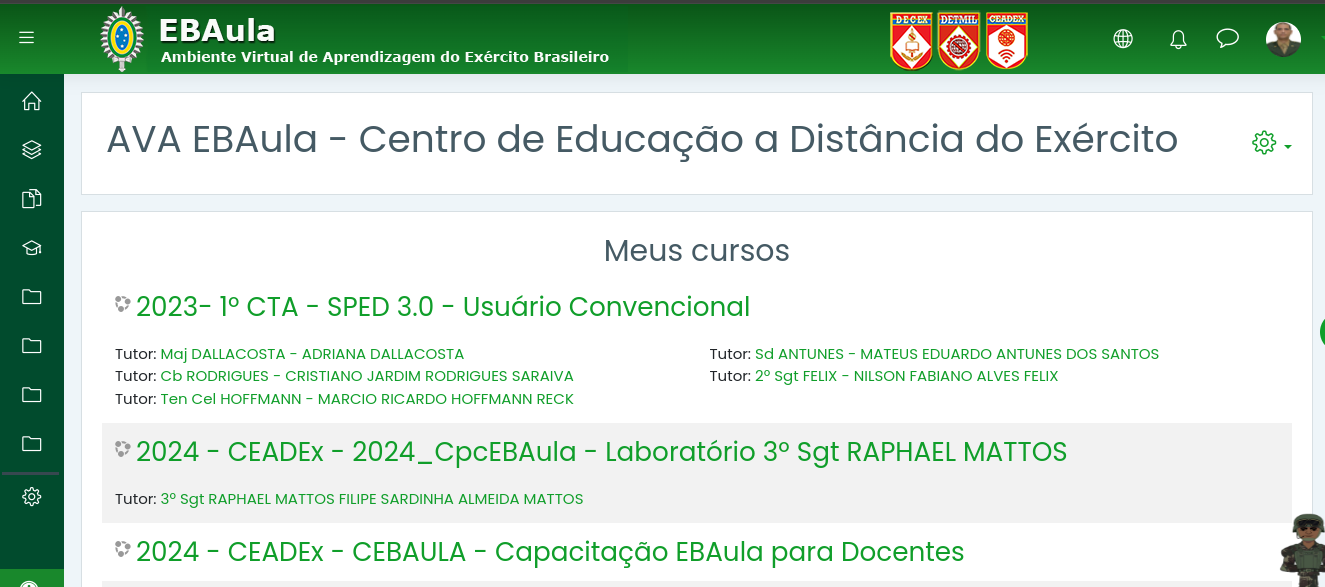 EBAula
Ambiente Virtual de Aprendizagem do Exército Brasileiro
DECEX
DETMIL
CEADEX
AVA EBAula - Centro de Educação a Distância do Exército
Meus cursos
2023- 1º CTA - SPED 3.0 - Usuário Convencional
Tutor: Maj DALLACOSTA - ADRIANA DALLACOSTA
Tutor: Sd ANTUNES - MATEUS EDUARDO ANTUNES DOS SANTOS
Tutor: Cb RODRIGUES - CRISTIANO JARDIM RODRIGUES SARAIVA
Tutor: 2º Sgt FELIX - NILSON FABIANO ALVES FELIX
Tutor: Ten Cel HOFFMANN - MARCIO RICARDO HOFFMANN RECK
2024 - CEADEx - 2024_CpcEBAula - Laboratório 3º Sgt RAPHAEL MATTOS
Tutor: 3º Sgt RAPHAEL MATTOS FILIPE SARDINHA ALMEIDA MATTOS
2024 - CEADEx - CEBAULA - Capacitação EBAula para Docentes